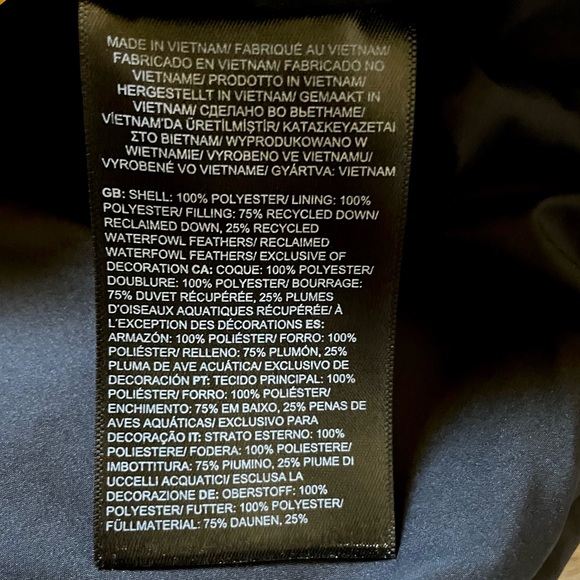 MADE IN VIETNAM/ FABRIQUÉ AU VIETNAM/
FABRICADO EN VIETNAM/ FABRICADO NO
VIETNAME/ PRODOTTO IN VIETNAM/
HERGESTELLT IN VIETNAM/ GEMAAKT IN
VIETNAM/ СДЕЛАНО ВО ВЬЕТНАМЕ/
VİETNAM'DA ÜRETİLMİŞTİR/ ΚΑΤΑΣΚΕΥΑΖΕΤΑΙ
ΣΤΟ ΒΙΕΤΝΑΜ/ WYPRODUKOWANO W
WIETNAMIE/ VYROBENO VE VIETNAMU/
VYROBENÉ VO VIETNAME/ GYÁRTVA: VIETNAM
GB: SHELL: 100% POLYESTER/ LINING: 100%
POLYESTER/ FILLING: 75% RECYCLED DOWN/
RECLAIMED DOWN, 25% RECYCLED
WATERFOWL FEATHERS/ RECLAIMED
WATERFOWL FEATHERS/ EXCLUSIVE OF
DECORATION CA: COQUE: 100% POLYESTER/
DOUBLURE: 100% POLYESTER/ BOURRAGE:
75% DUVET RÉCUPÉRÉE, 25% PLUMES
D'OISEAUX AQUATIQUES RÉCUPÉRÉE/ À
L'EXCEPTION DES DÉCORATIONS ES:
ARMAZÓN: 100% POLIÉSTER/ FORRO: 100%
POLIÉSTER/ RELLENO: 75% PLUMÓN, 25%
PLUMA DE AVE ACUÁTICA/ EXCLUSIVO DE
DECORACIÓN PT: TECIDO PRINCIPAL: 100%
POLIÉSTER/ FORRO: 100% POLIÉSTER/
ENCHIMENTO: 75% EM BAIXO, 25% PENAS DE
AVES AQUÁTICAS/ EXCLUSIVO PARA
DECORAÇÃO IT: STRATO ESTERNO: 100%
POLIESTERE/ FODERA: 100% POLIESTERE/
IMBOTTITURA: 75% PIUMINO, 25% PIUME DI
UCCELLI ACQUATICI/ ESCLUSA LA
DECORAZIONE DE: OBERSTOFF: 100%
POLYESTER/ FUTTER: 100% POLYESTER/
FÜLLMATERIAL: 75% DAUNEN, 25%